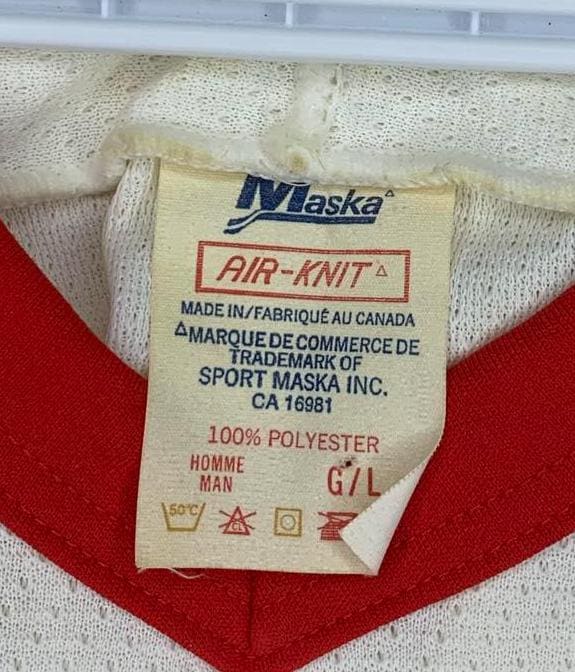 Maska△
AIR-KNIT△
MADE IN/FABRIQUÉ AU CANADA
△MARQUE DE COMMERCE DE
TRADEMARK OF
SPORT MASKA INC.
CA 16981
100% POLYESTER
HOMME
MAN
G/L
50°C CL